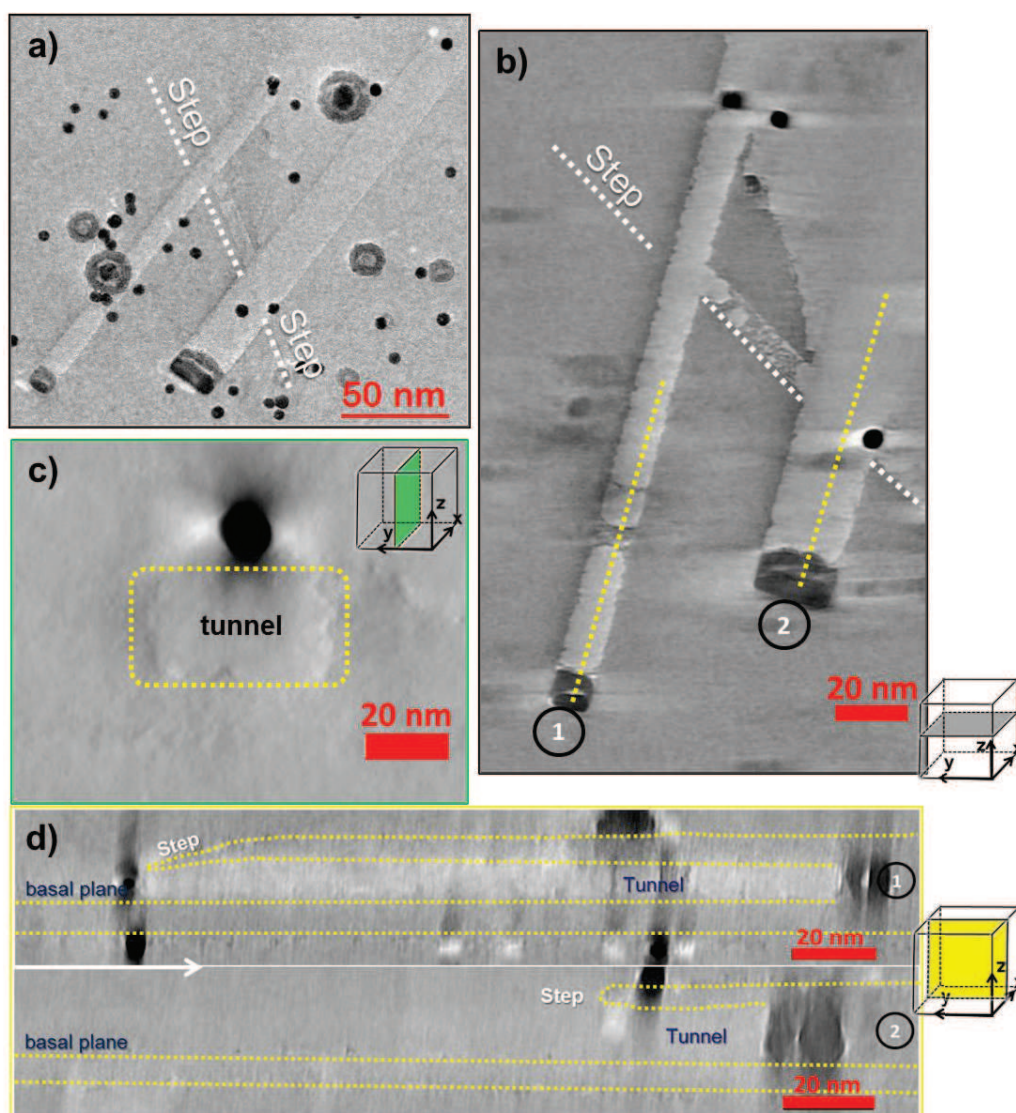 a)
Step
Step
50 nm
b)
Step
1
2
20 nm
z
y
x
c)
tunnel
20 nm
z
y
x
d)
Step
basal plane
Tunnel
1
20 nm
Step
basal plane
Tunnel
2
20 nm
z
y